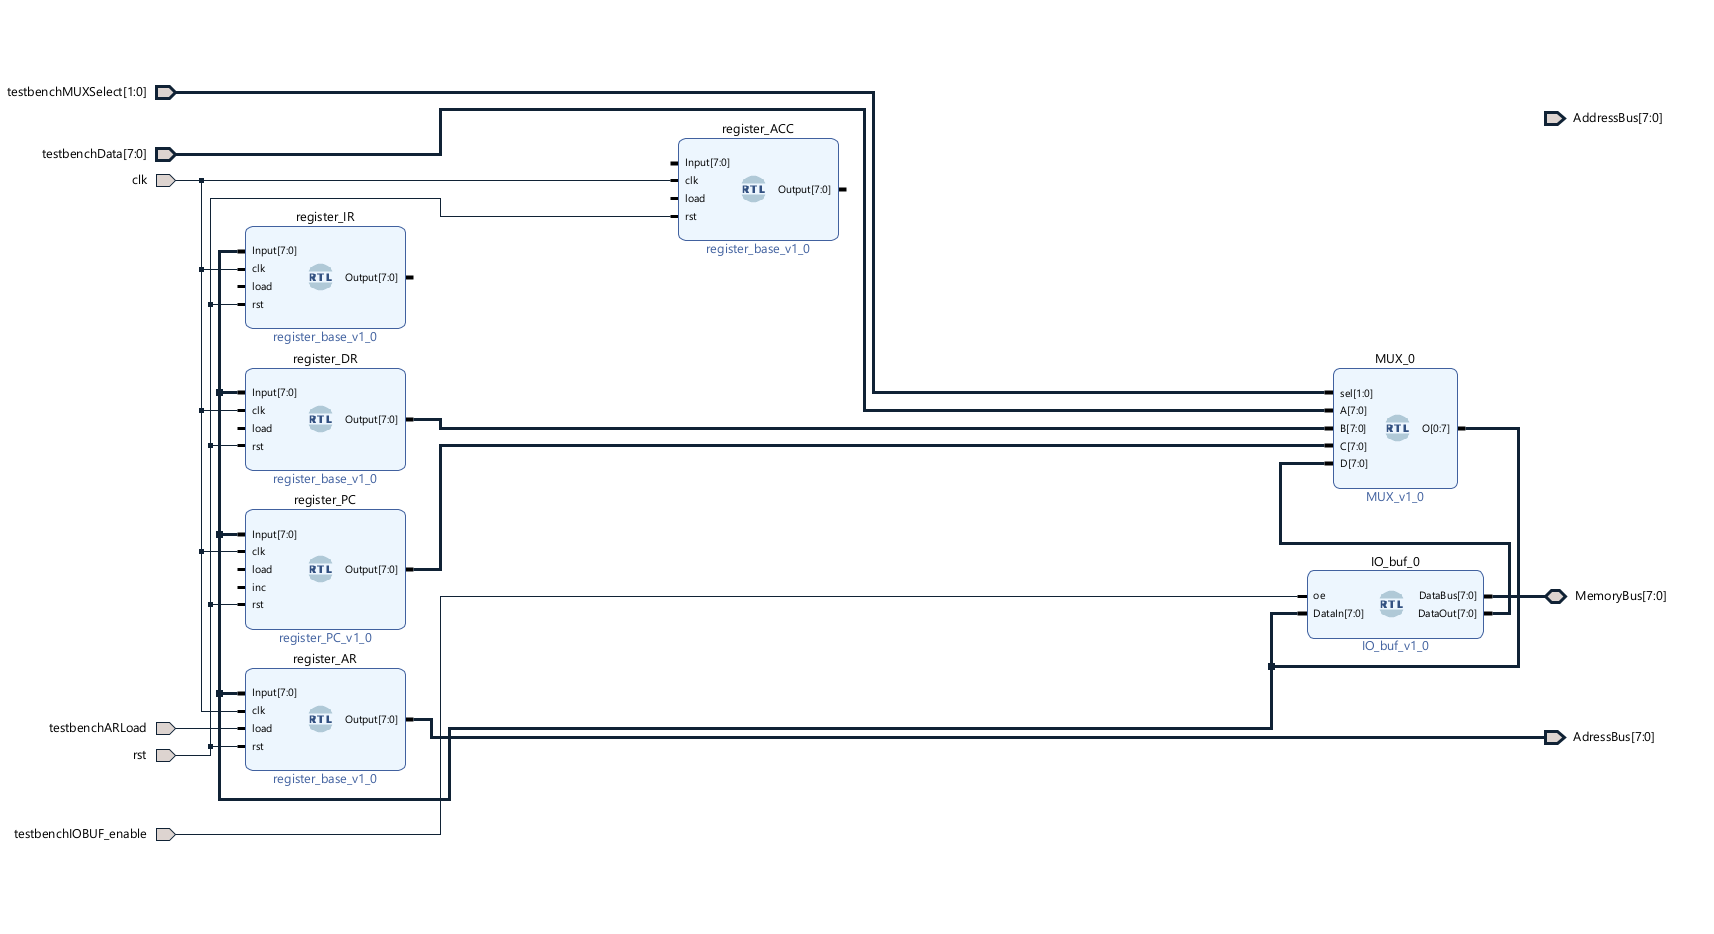 testbenchMUXSelect[1:0]
AddressBus[7:0]
testbenchData[7:0]
clk
register_ACC
Input[7:0]
clk
load
rst
RTL
Output[7:0]
register_base_v1_0
register_IR
Input[7:0]
clk
load
rst
RTL
Output[7:0]
register_base_v1_0
register_DR
Input[7:0]
clk
load
rst
RTL
Output[7:0]
register_base_v1_0
MUX_0
sel[1:0]
A[7:0]
B[7:0]
C[7:0]
D[7:0]
RTL
O[0:7]
MUX_v1_0
register_PC
Input[7:0]
clk
load
inc
rst
RTL
Output[7:0]
register_PC_v1_0
IO_buf_0
oe
DataIn[7:0]
RTL
DataBus[7:0]
DataOut[7:0]
IO_buf_v1_0
MemoryBus[7:0]
register_AR
Input[7:0]
clk
load
rst
RTL
Output[7:0]
register_base_v1_0
testbenchARLoad
rst
AdressBus[7:0]
testbenchIOBUF_enable